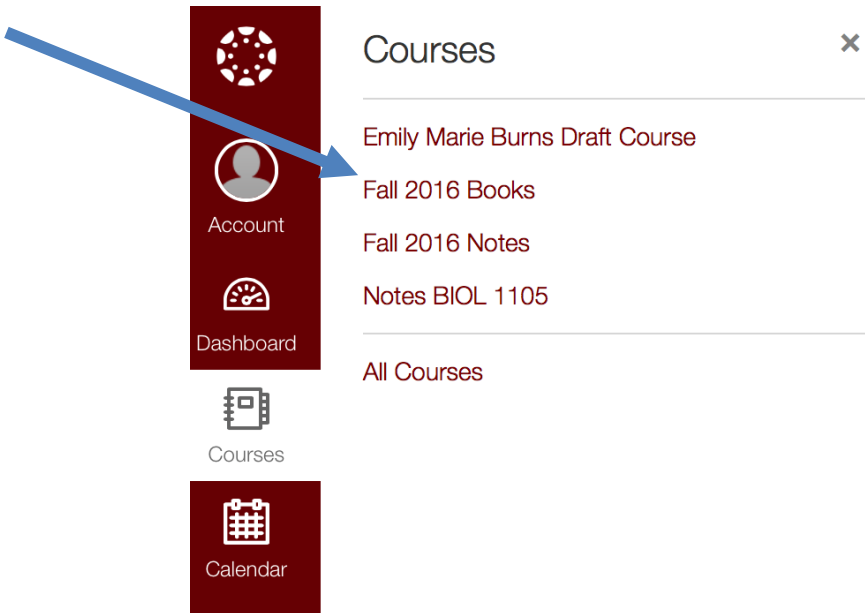 Courses
Emily Marie Burns Draft Course
Fall 2016 Books
Fall 2016 Notes
Notes BIOL 1105
All Courses
Account
Dashboard
Courses
Calendar